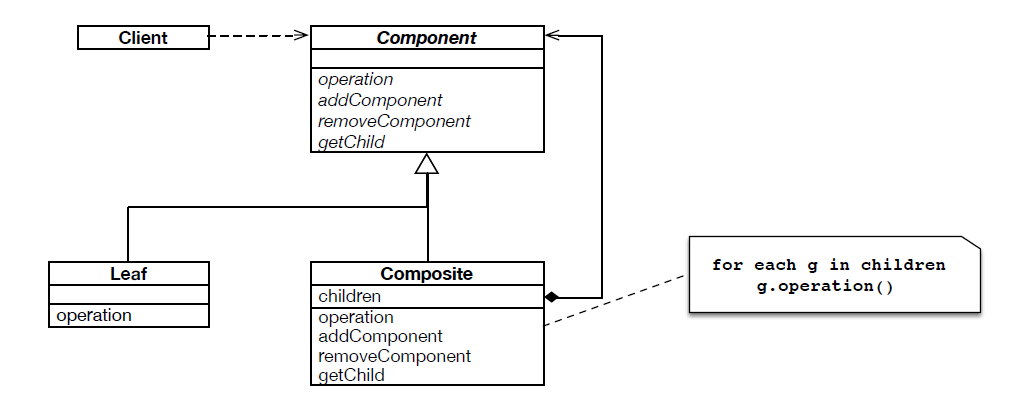 Client
Component
operation
addComponent
removeComponent
getChild
Leaf
operation
Composite
children
operation
addComponent
removeComponent
getChild
for each g in children
g.operation()